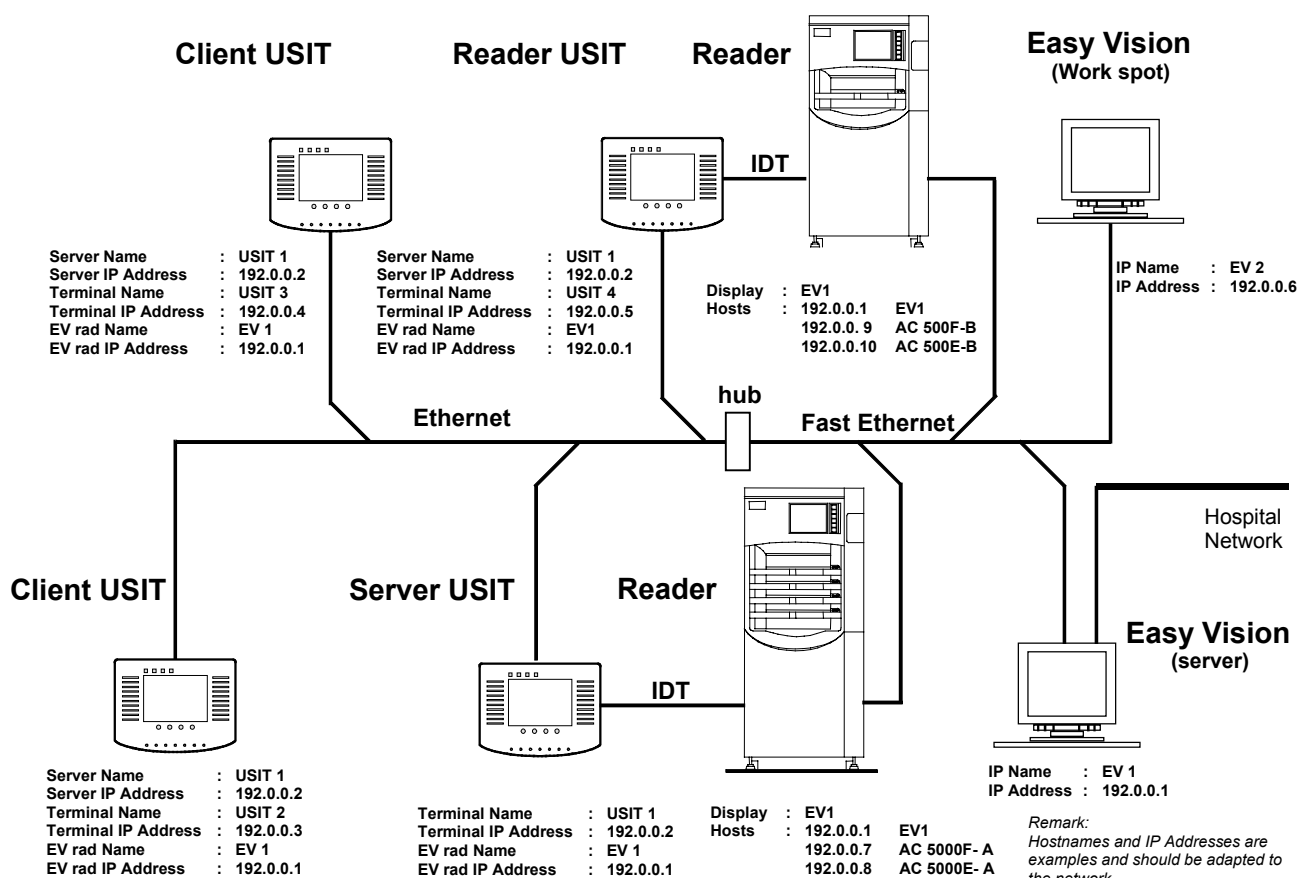 Client USIT
Reader USIT
Reader
Easy Vision
(Work spot)
IDT
Server Name : USIT 1
Server IP Address : 192.0.0.2
Terminal Name : USIT 3
Terminal IP Address : 192.0.0.4
EV rad Name : EV 1
EV rad IP Address : 192.0.0.1
Server Name : USIT 1
Server IP Address : 192.0.0.2
Terminal Name : USIT 4
Terminal IP Address : 192.0.0.5
EV rad Name : EV1
EV rad IP Address : 192.0.0.1
Display : EV1
Hosts : 192.0.0.1 EV1
192.0.0. 9 AC 500F-B
192.0.0.10 AC 500E-B
IP Name : EV 2
IP Address : 192.0.0.6
hub
Ethernet
Fast Ethernet
Hospital
Network
Client USIT
Server USIT
Reader
Easy Vision
(server)
IDT
Server Name : USIT 1
Server IP Address : 192.0.0.2
Terminal Name : USIT 2
Terminal IP Address : 192.0.0.3
EV rad Name : EV 1
EV rad IP Address : 192.0.0.1
Terminal Name : USIT 1
Terminal IP Address : 192.0.0.2
EV rad Name : EV 1
EV rad IP Address : 192.0.0.1
Display : EV1
Hosts : 192.0.0.1 EV1
192.0.0.7 AC 5000F- A
192.0.0.8 AC 5000E- A
IP Name : EV 1
IP Address : 192.0.0.1
Remark:
Hostnames and IP Addresses are
examples and should be adapted to
the network